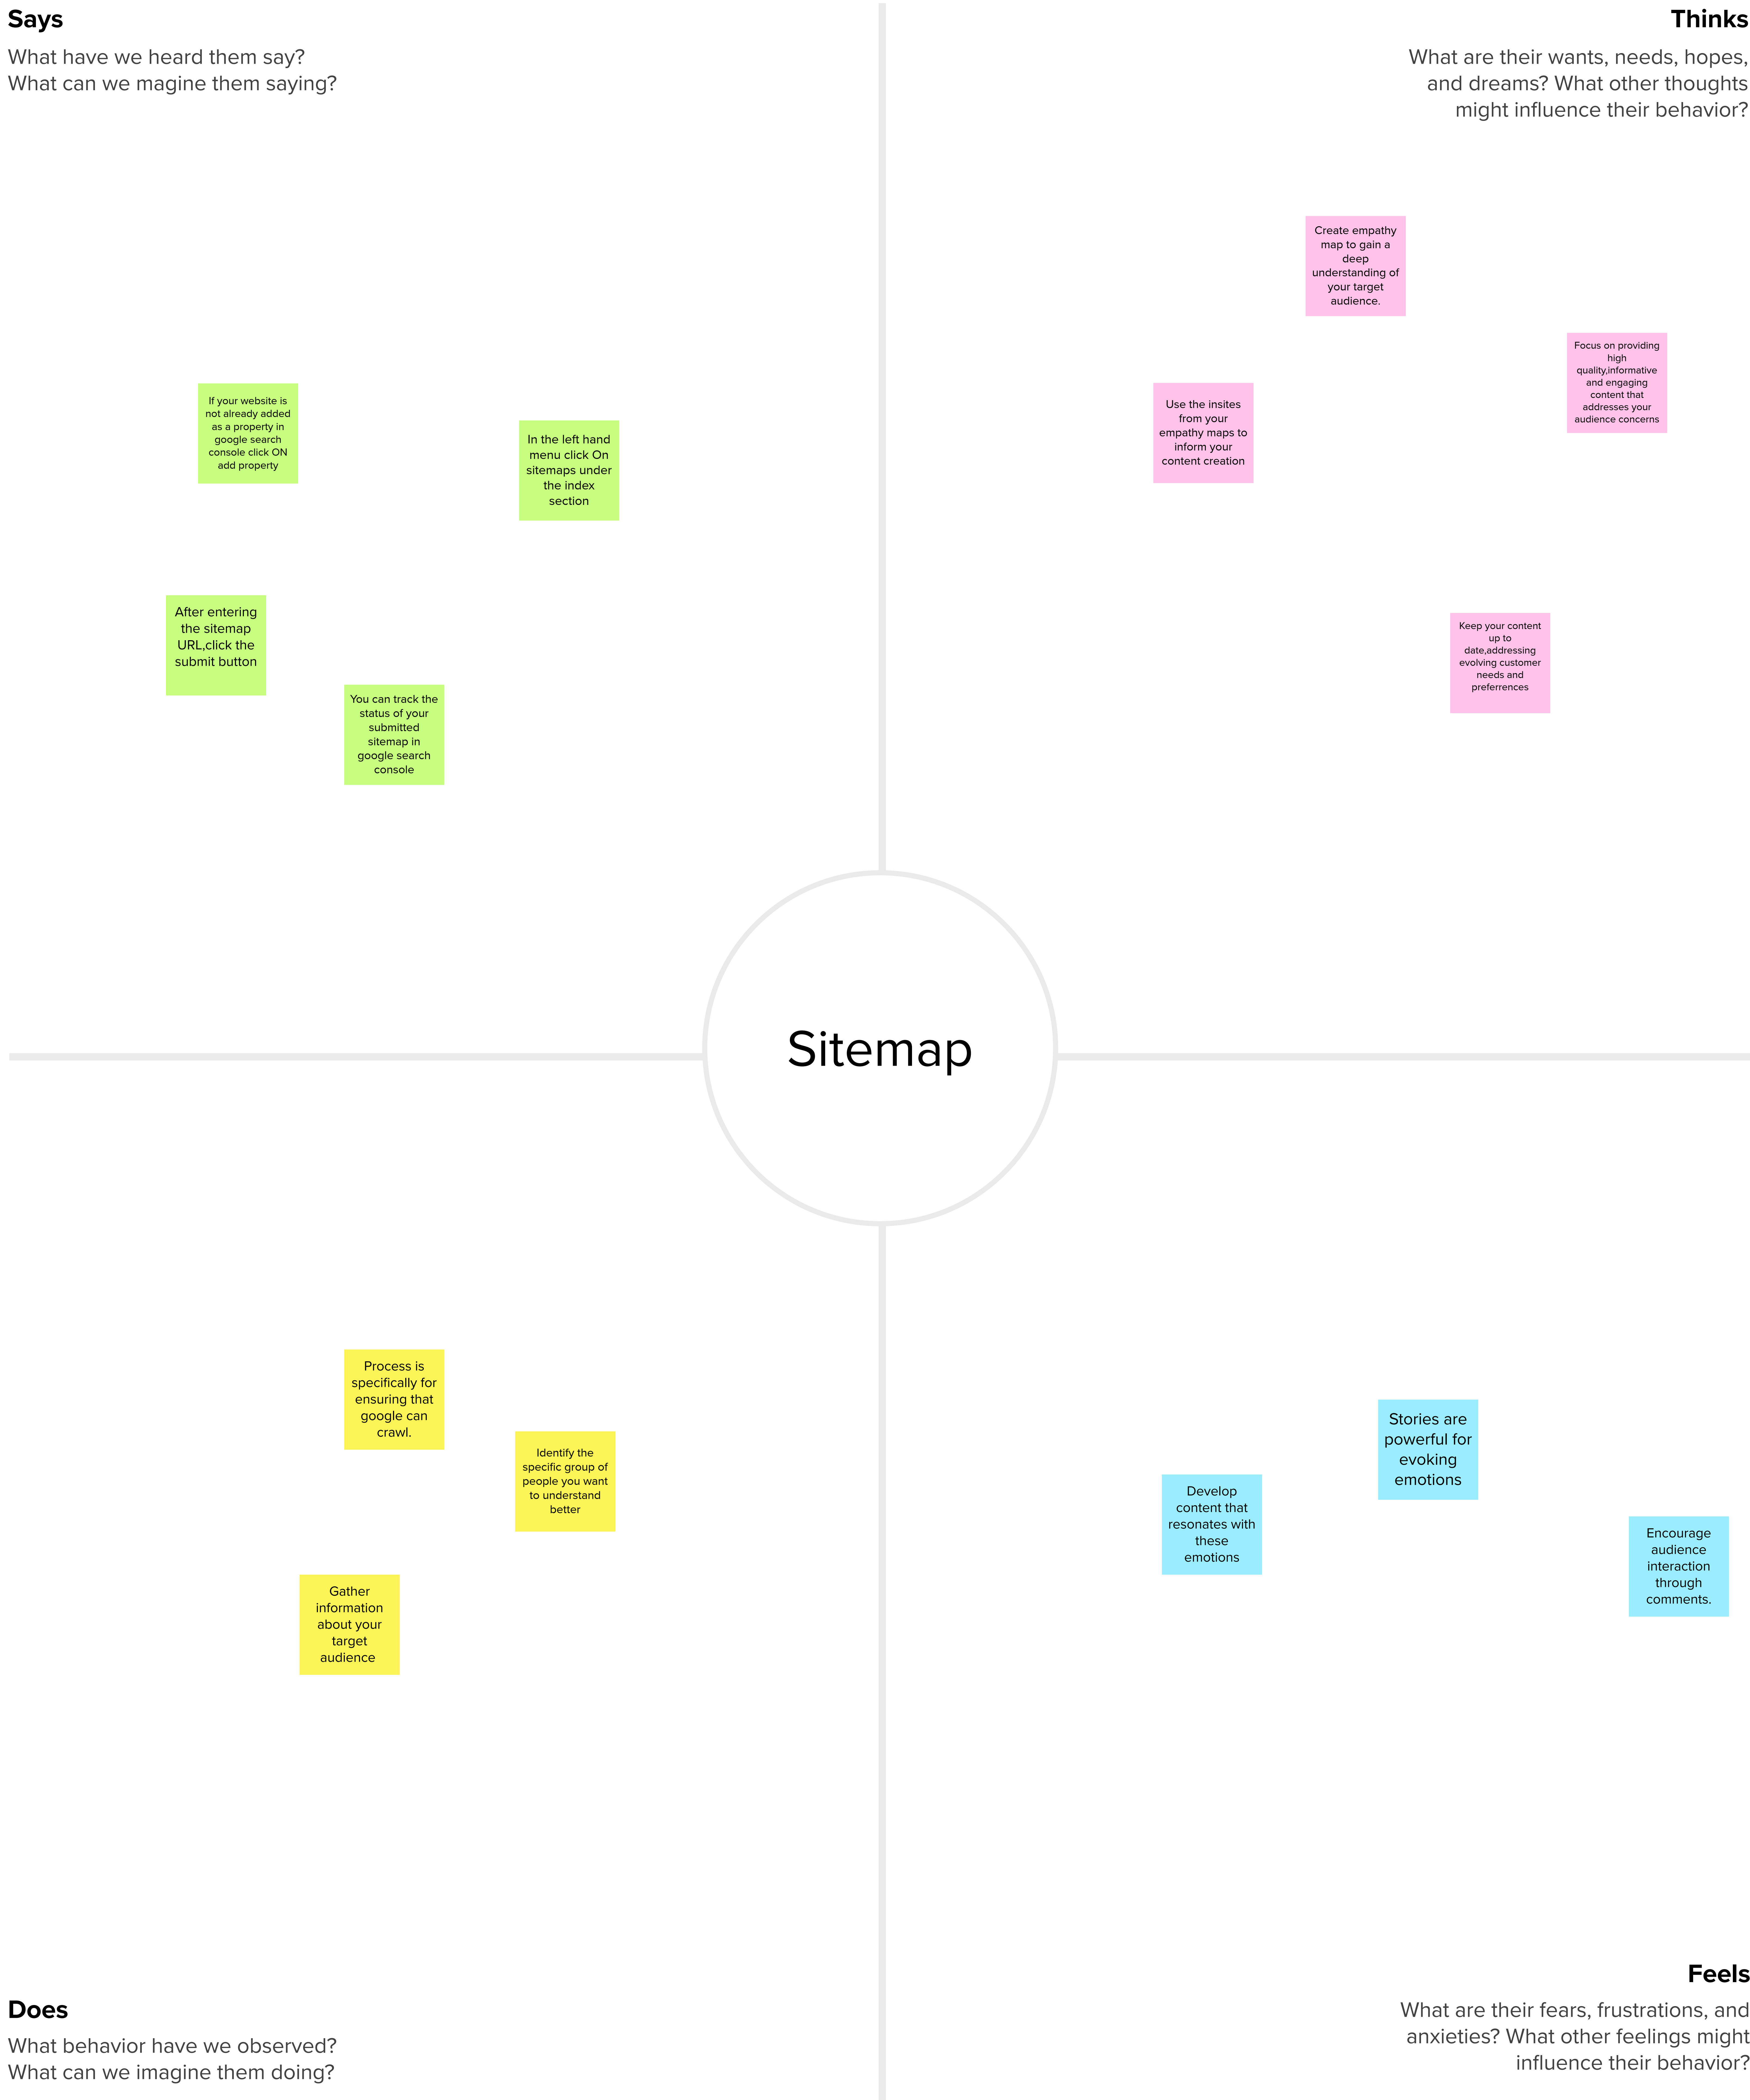 Says
What have we heard them say?
What can we magine them saying?
Thinks
What are their wants, needs, hopes,
and dreams? What other thoughts
might influence their behavior?
If your website is
not already added
as a property in
google search
console click ON
add property
In the left hand
menu click On
sitemaps under
the index
section
After entering
the sitemap
URL,click the
submit button
You can track the
status of your
submitted
sitemap in
google search
console
Create empathy
map to gain a
deep
understanding of
your target
audience.
Focus on providing
high
quality,informative
and engaging
content that
addresses your
audience concerns
Use the insites
from your
empathy maps to
inform your
content creation
Keep your content
up to
date,addressing
evolving customer
needs and
preferrences
Sitemap
Process is
specifically for
ensuring that
google can
crawl.
Identify the
specific group of
people you want
to understand
better
Gather
information
about your
target
audience
Stories are
powerful for
evoking
emotions
Develop
content that
resonates with
these
emotions
Encourage
audience
interaction
through
comments.
Does
What behavior have we observed?
What can we imagine them doing?
Feels
What are their fears, frustrations, and
anxieties? What other feelings might
influence their behavior?